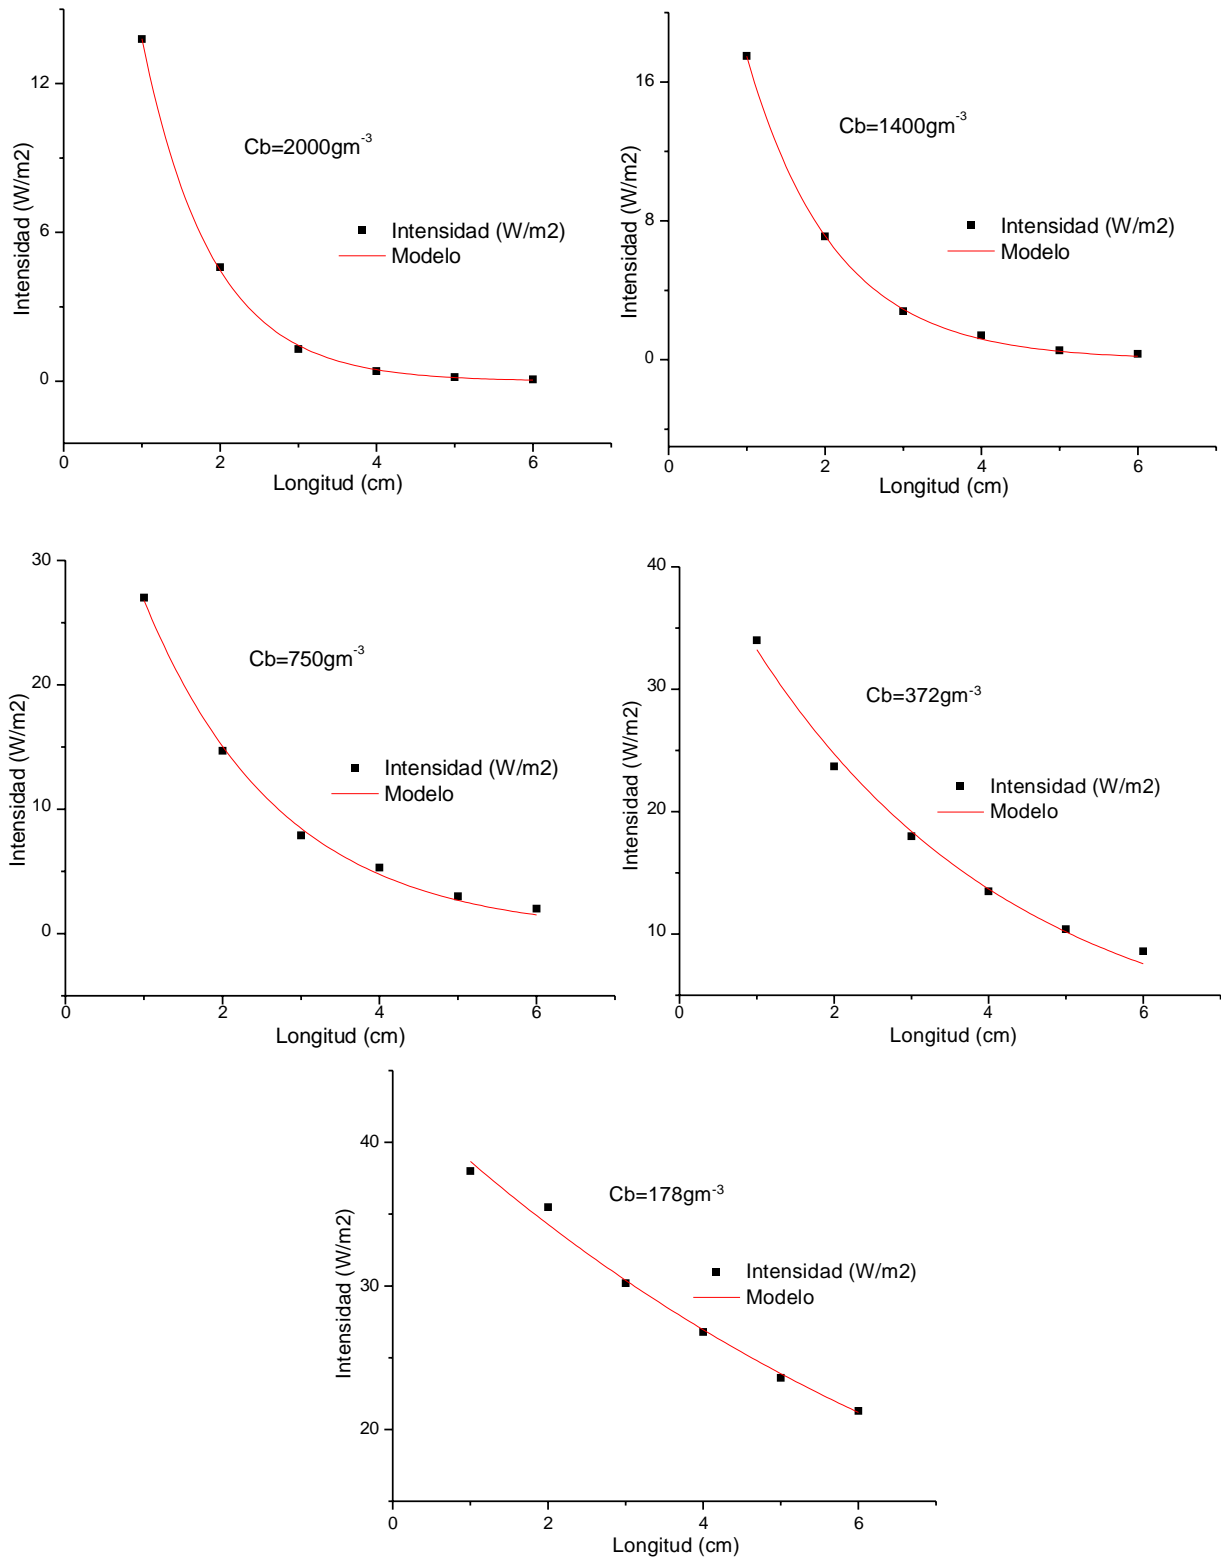 Cb=2000gm-3
Intensidad (W/m2)
Modelo
Intensidad (W/m2)
12
6
0
0
2
4
6
Longitud (cm)
Cb=1400gm-3
Intensidad (W/m2)
Modelo
Intensidad (W/m2)
16
8
0
0
2
4
6
Longitud (cm)
Cb=750gm-3
Intensidad (W/m2)
Modelo
Intensidad (W/m2)
30
20
10
0
0
2
4
6
Longitud (cm)
Cb=372gm-3
Intensidad (W/m2)
Modelo
Intensidad (W/m2)
40
30
20
10
0
2
4
6
Longitud (cm)
Cb=178gm-3
Intensidad (W/m2)
Modelo
Intensidad (W/m2)
40
30
20
0
2
4
6
Longitud (cm)